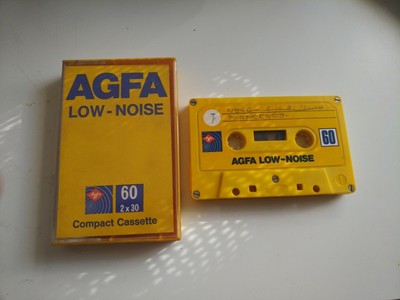 AGFA
LOW-NOISE
60
2x30
Compact Cassette
60
AGFA LOW-NOISE